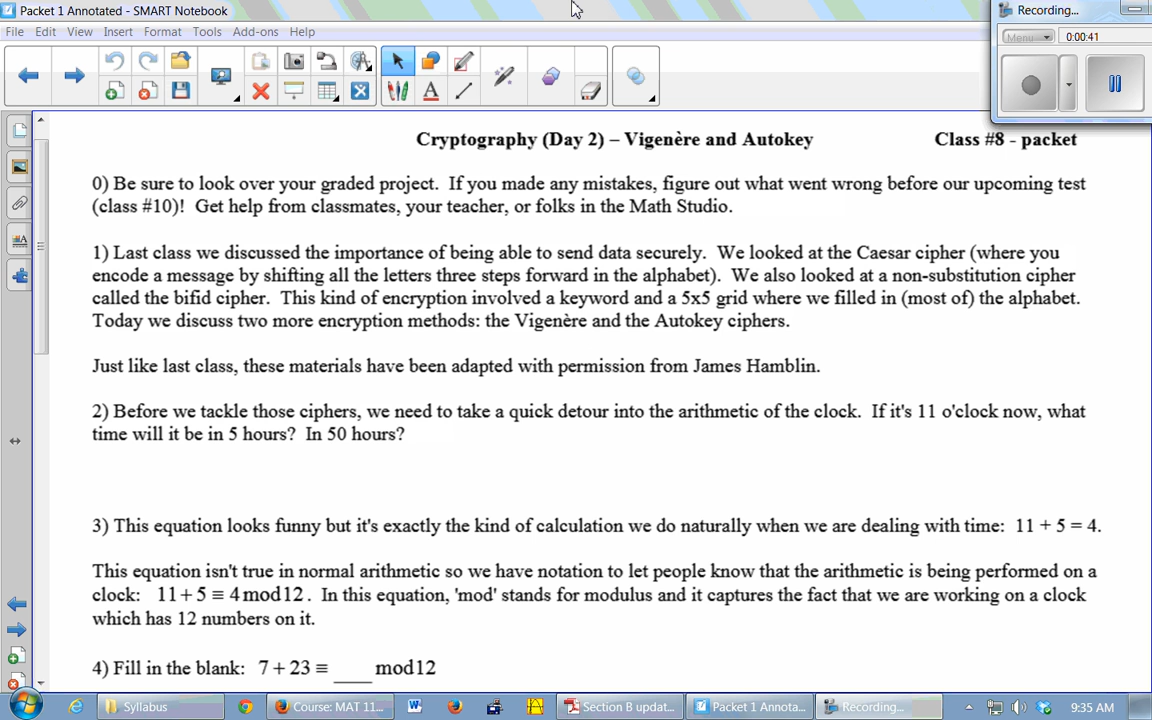 Packet 1 Annotated - SMART Notebook
Recording...
File Edit View Insert Format Tools Add-ons Help
Menu
0:00:41
Cryptography (Day 2) – Vigenère and Autokey Class #8 - packet
0) Be sure to look over your graded project. If you made any mistakes, figure out what went wrong before our upcoming test
(class #10)! Get help from classmates, your teacher, or folks in the Math Studio.
1) Last class we discussed the importance of being able to send data securely. We looked at the Caesar cipher (where you
encode a message by shifting all the letters three steps forward in the alphabet). We also looked at a non-substitution cipher
called the bifid cipher. This kind of encryption involved a keyword and a 5x5 grid where we filled in (most of) the alphabet.
Today we discuss two more encryption methods: the Vigenère and the Autokey ciphers.
Just like last class, these materials have been adapted with permission from James Hamblin.
2) Before we tackle those ciphers, we need to take a quick detour into the arithmetic of the clock. If it's 11 o'clock now, what
time will it be in 5 hours? In 50 hours?
3) This equation looks funny but it's exactly the kind of calculation we do naturally when we are dealing with time: 11 + 5 = 4.
This equation isn't true in normal arithmetic so we have notation to let people know that the arithmetic is being performed on a
clock: 11 + 5 ≡ 4 mod 12. In this equation, 'mod' stands for modulus and it captures the fact that we are working on a clock
which has 12 numbers on it.
4) Fill in the blank: 7 + 23 ≡ ____ mod 12
Syllabus Course: MAT 11... Section B updat... Packet 1 Annota... Recording... 9:35 AM